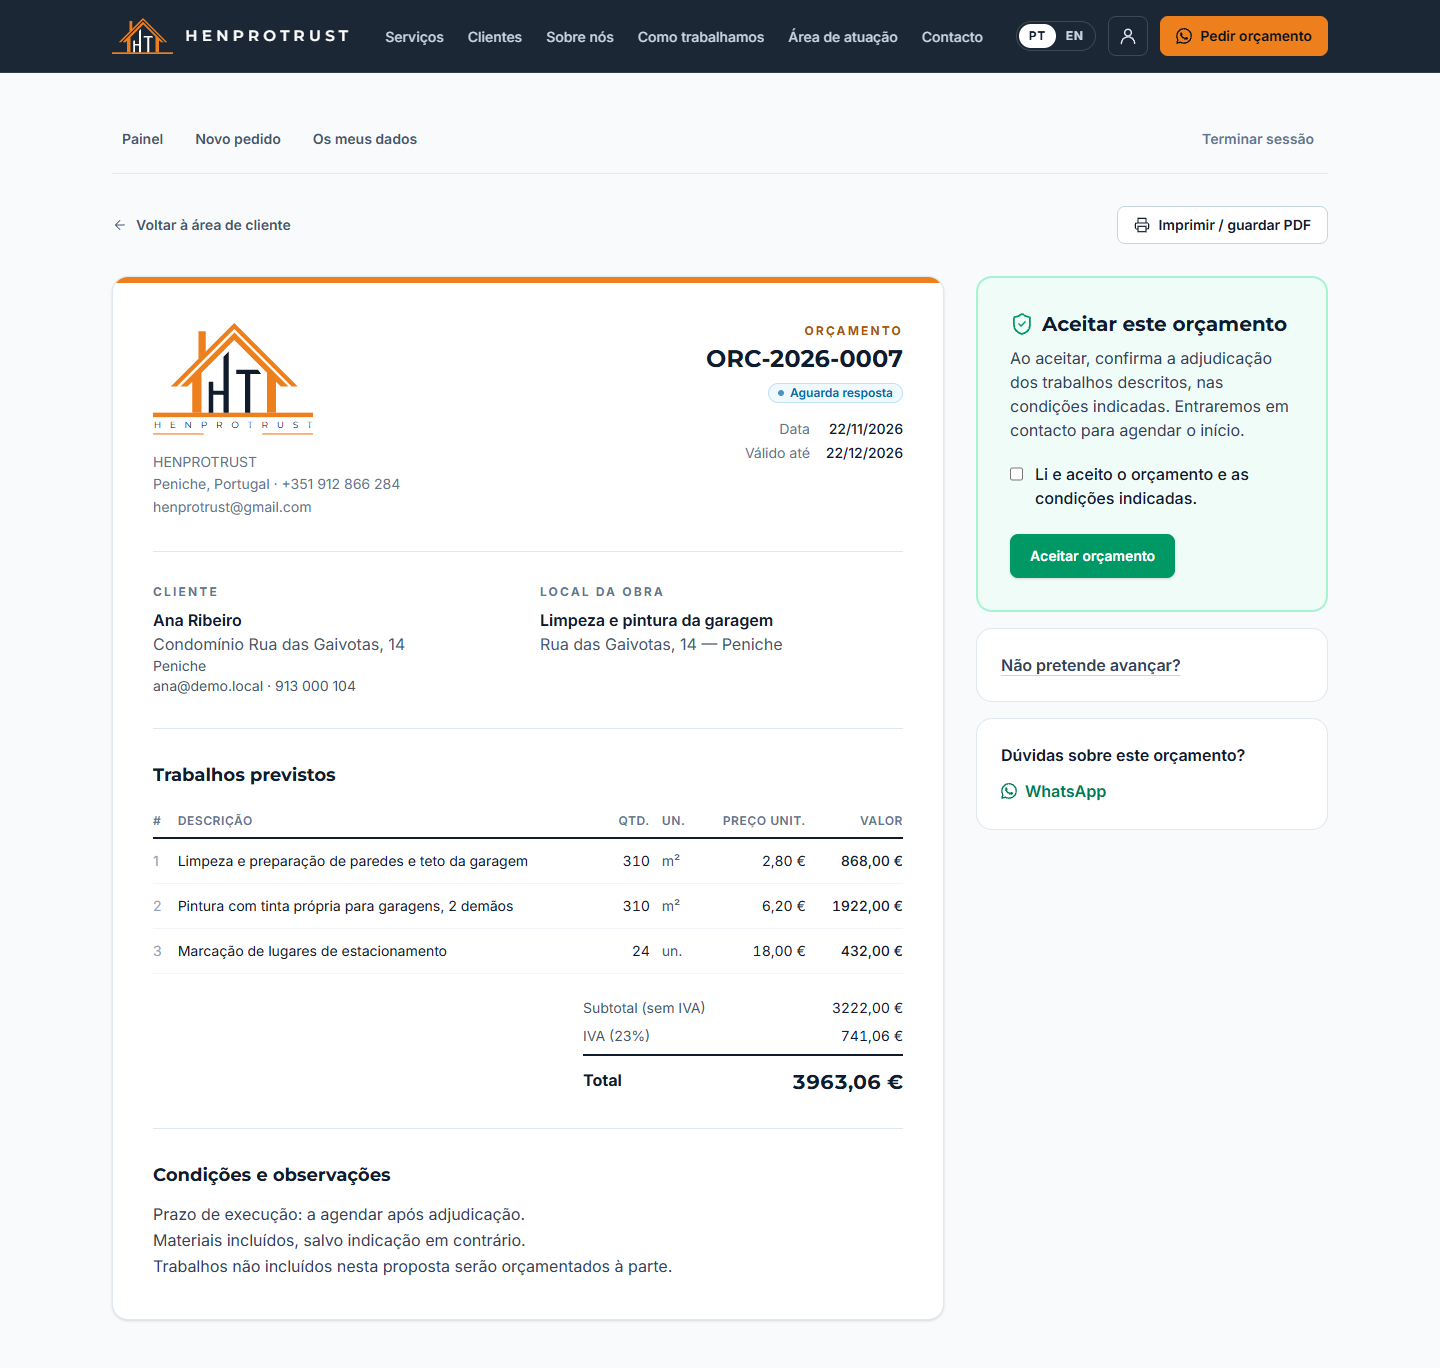 HT HENPROTRUST Serviços Clientes Sobre nós Como trabalhamos Área de atuação Contacto PT EN Pedir orçamento
Painel Novo pedido Os meus dados Terminar sessão
Voltar à área de cliente Imprimir / guardar PDF
HT
HENPROTRUST
HENPROTRUST
Peniche, Portugal · +351 912 866 284
henprotrust@gmail.com
ORÇAMENTO
ORC-2026-0007
Aguarda resposta
Data 22/11/2026
Válido até 22/12/2026
CLIENTE
Ana Ribeiro
Condomínio Rua das Gaivotas, 14
Peniche
ana@demo.local · 913 000 104
LOCAL DA OBRA
Limpeza e pintura da garagem
Rua das Gaivotas, 14 — Peniche
Trabalhos previstos
# DESCRIÇÃO QTD. UN. PREÇO UNIT. VALOR
1 Limpeza e preparação de paredes e teto da garagem 310 m² 2,80 € 868,00 €
2 Pintura com tinta própria para garagens, 2 demãos 310 m² 6,20 € 1922,00 €
3 Marcação de lugares de estacionamento 24 un. 18,00 € 432,00 €
Subtotal (sem IVA) 3222,00 €
IVA (23%) 741,06 €
Total 3963,06 €
Condições e observações
Prazo de execução: a agendar após adjudicação.
Materiais incluídos, salvo indicação em contrário.
Trabalhos não incluídos nesta proposta serão orçamentados à parte.
Aceitar este orçamento
Ao aceitar, confirma a adjudicação
dos trabalhos descritos, nas
condições indicadas. Entraremos em
contacto para agendar o início.
Li e aceito o orçamento e as
condições indicadas.
Aceitar orçamento
Não pretende avançar?
Dúvidas sobre este orçamento?
WhatsApp